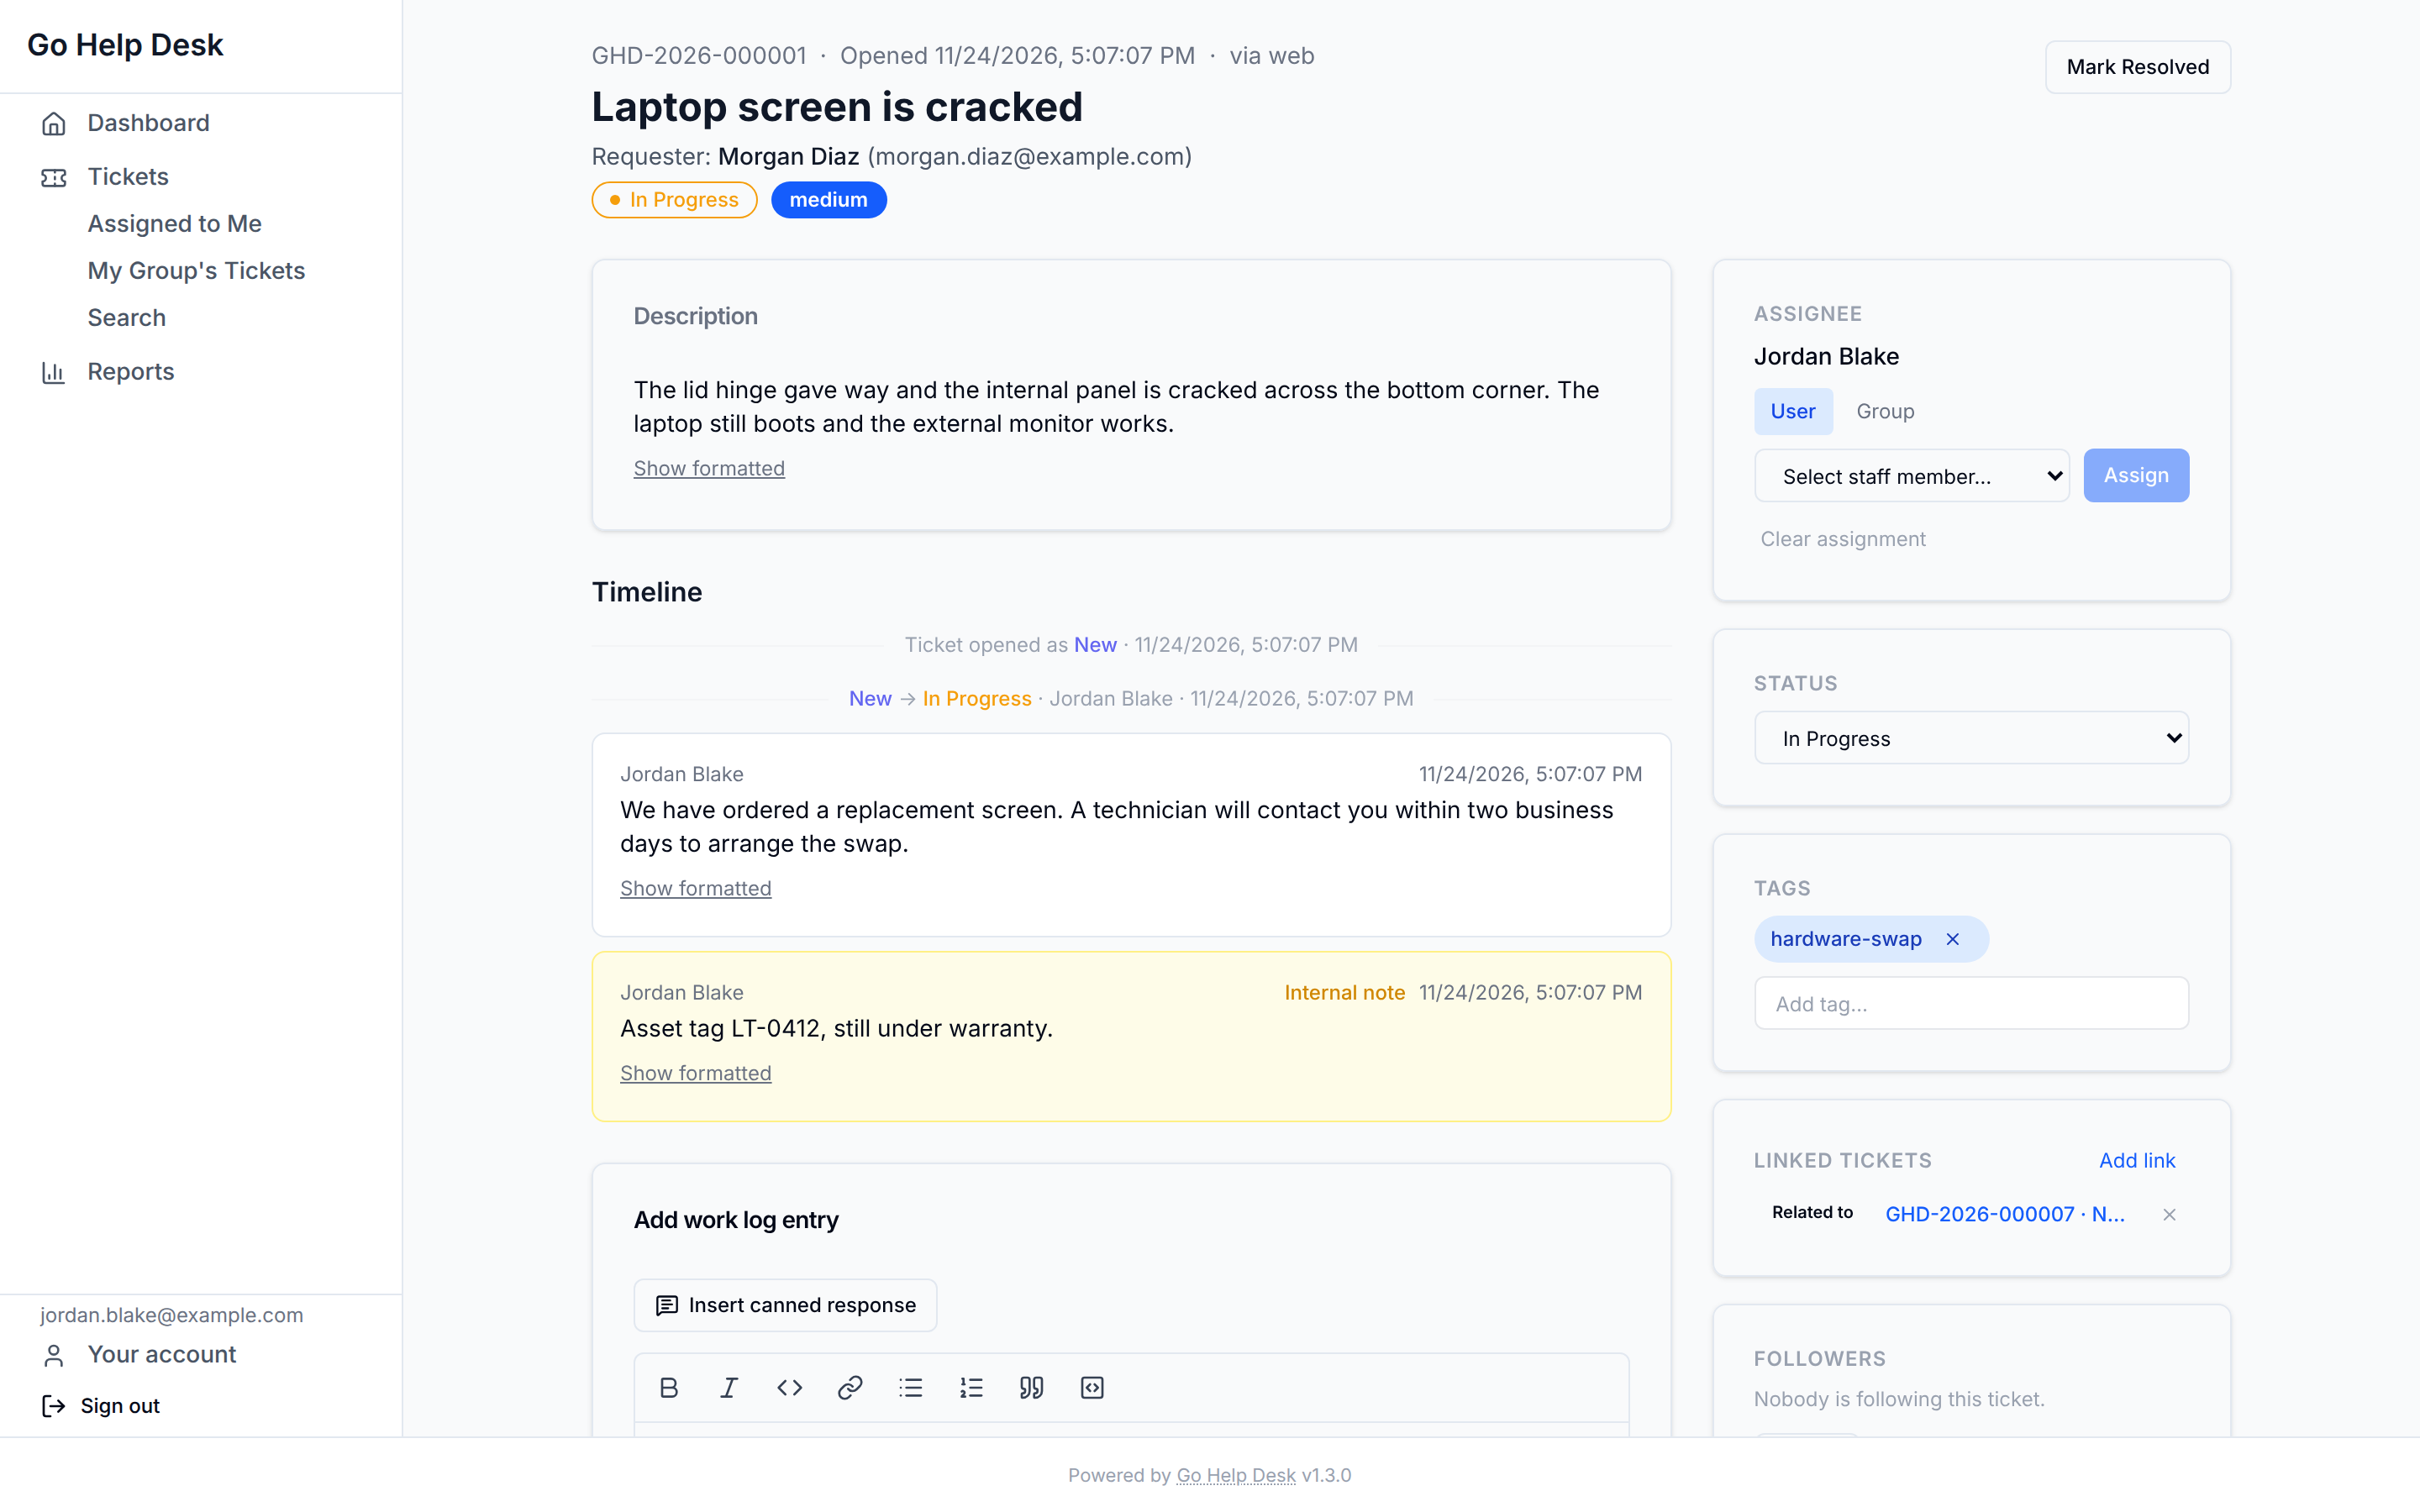 Go Help Desk
Dashboard
Tickets
Assigned to Me
My Group's Tickets
Search
Reports
jordan.blake@example.com
Your account
Sign out
GHD-2026-000001 · Opened 11/24/2026, 5:07:07 PM · via web
Mark Resolved
Laptop screen is cracked
Requester: Morgan Diaz (morgan.diaz@example.com)
In Progress medium
Description
The lid hinge gave way and the internal panel is cracked across the bottom corner. The
laptop still boots and the external monitor works.
Show formatted
Timeline
Ticket opened as New · 11/24/2026, 5:07:07 PM
New → In Progress · Jordan Blake · 11/24/2026, 5:07:07 PM
Jordan Blake 11/24/2026, 5:07:07 PM
We have ordered a replacement screen. A technician will contact you within two business
days to arrange the swap.
Show formatted
Jordan Blake Internal note 11/24/2026, 5:07:07 PM
Asset tag LT-0412, still under warranty.
Show formatted
Add work log entry
Insert canned response
ASSIGNEE
Jordan Blake
User Group
Select staff member... Assign
Clear assignment
STATUS
In Progress
TAGS
hardware-swap
Add tag...
LINKED TICKETS Add link
Related to GHD-2026-000007 · N...
FOLLOWERS
Nobody is following this ticket.
Powered by Go Help Desk v1.3.0